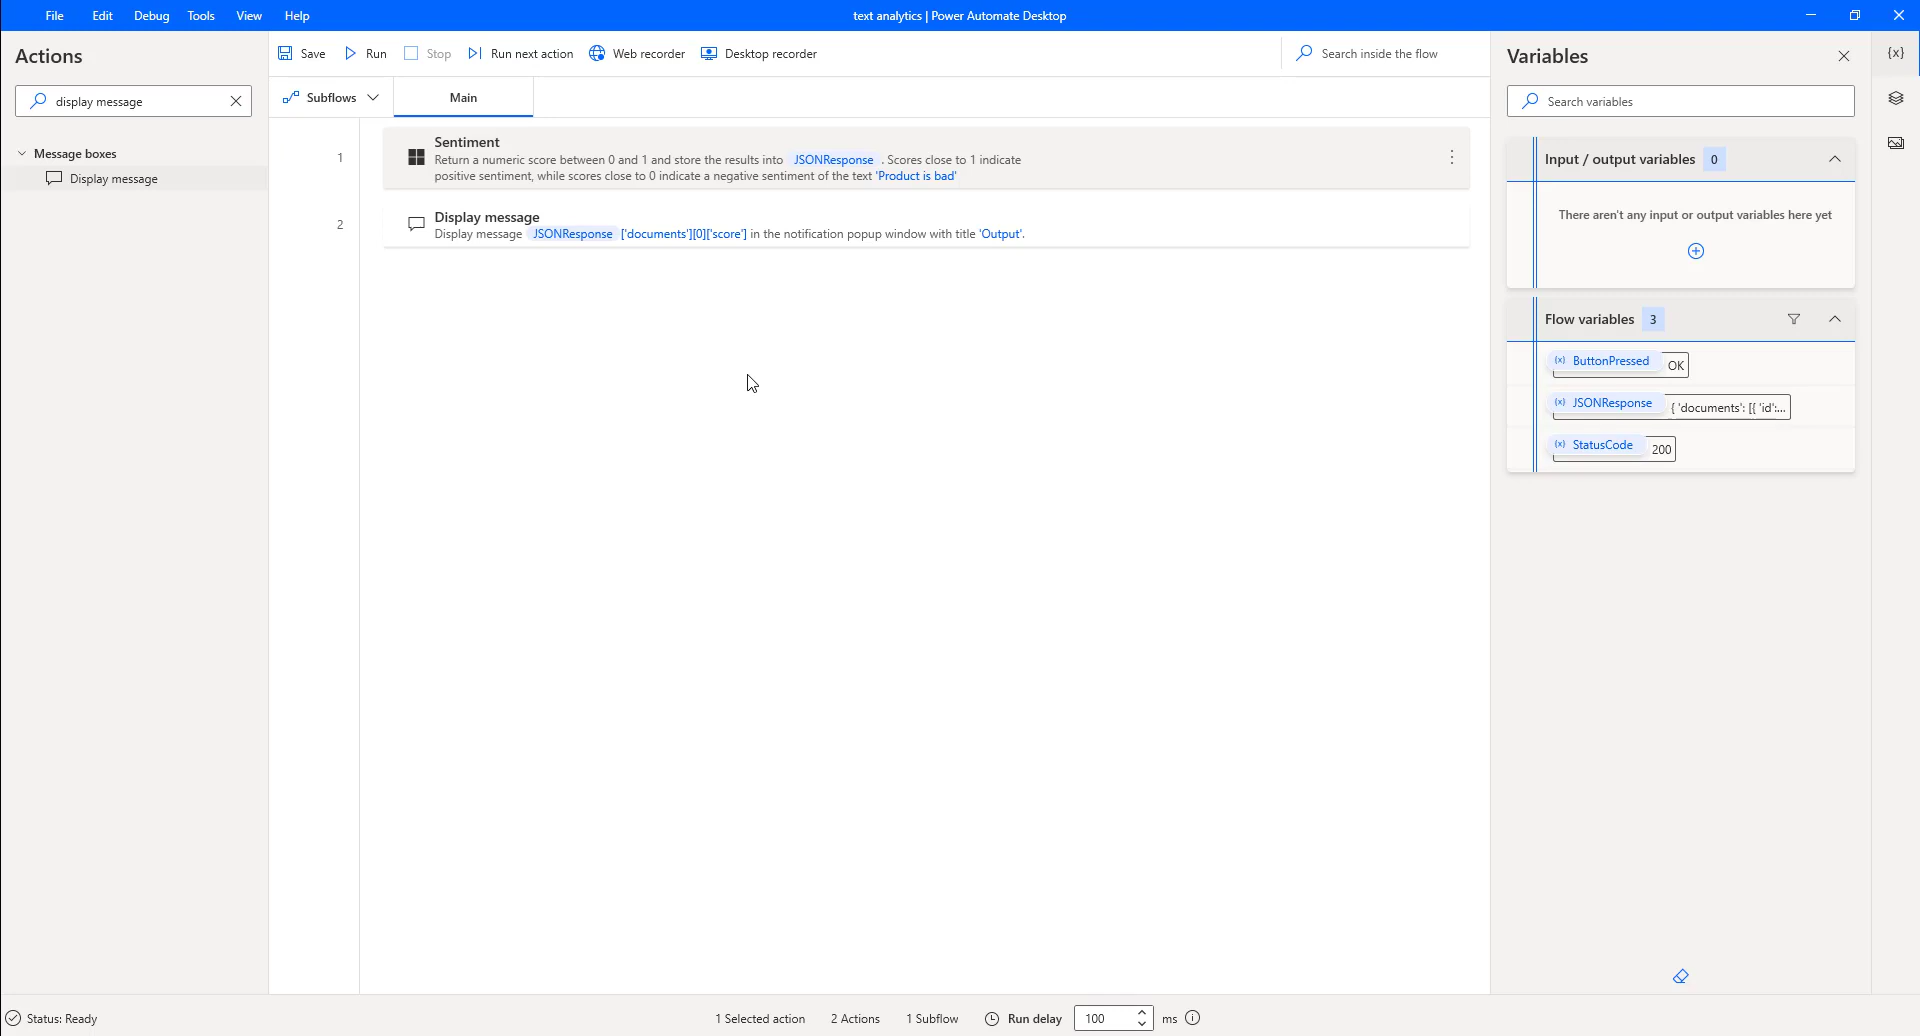 File Edit Debug Tools View Help
text analytics | Power Automate Desktop
Actions
display message
Message boxes
Display message
Save Run Stop Run next action Web recorder Desktop recorder
Search inside the flow
Subflows Main
1
Sentiment
Return a numeric score between 0 and 1 and store the results into JSONResponse . Scores close to 1 indicate
positive sentiment, while scores close to 0 indicate a negative sentiment of the text 'Product is bad'
2
Display message
Display message JSONResponse ['documents'][0]['score'] in the notification popup window with title 'Output'.
Variables
{x}
Search variables
Input / output variables 0
There aren't any input or output variables here yet
Flow variables 3
(x) ButtonPressed OK
(x) JSONResponse { 'documents': [{ 'id':...
(x) StatusCode 200
Status: Ready
1 Selected action 2 Actions 1 Subflow Run delay 100 ms